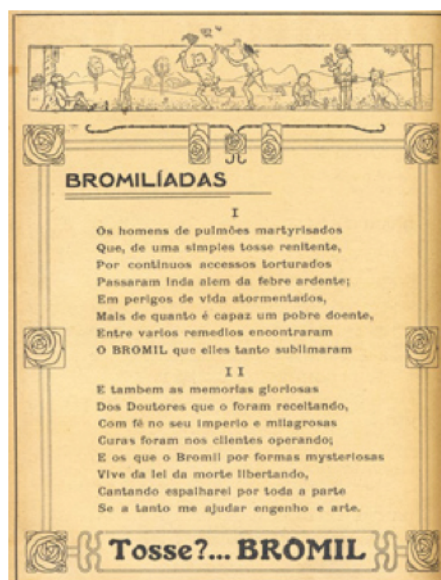 BROMILÍADAS
I
Os homens de pulmões martyrisados
Que, de uma simples tosse renitente,
Por continuos accessos torturados
Passaram inda alem da febre ardente;
Em perigos de vida atormentados,
Mais de quanto é capaz um pobre doente,
Entre varios remedios encontraram
O BROMIL que elles tanto sublimaram
II
E tambem as memorias gloriosas
Dos Doutores que o foram receitando,
Com fé no seu imperio e milagrosas
Curas foram nos clientes operando;
E os que o Bromil por formas mysteriosas
Vive da lei da morte libertando,
Cantando espalharei por toda a parte
Se a tanto me ajudar engenho e arte.
Tosse?... BROMIL